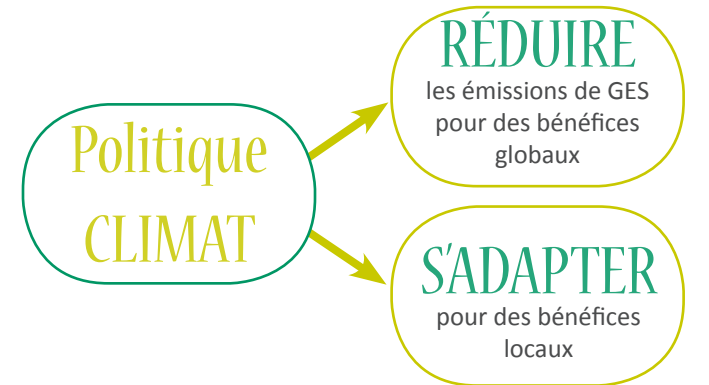 Politique
CLIMAT
RÉDUIRE
les émissions de GES
pour des bénéfices
globaux
S'ADAPTER
pour des bénéfices
locaux